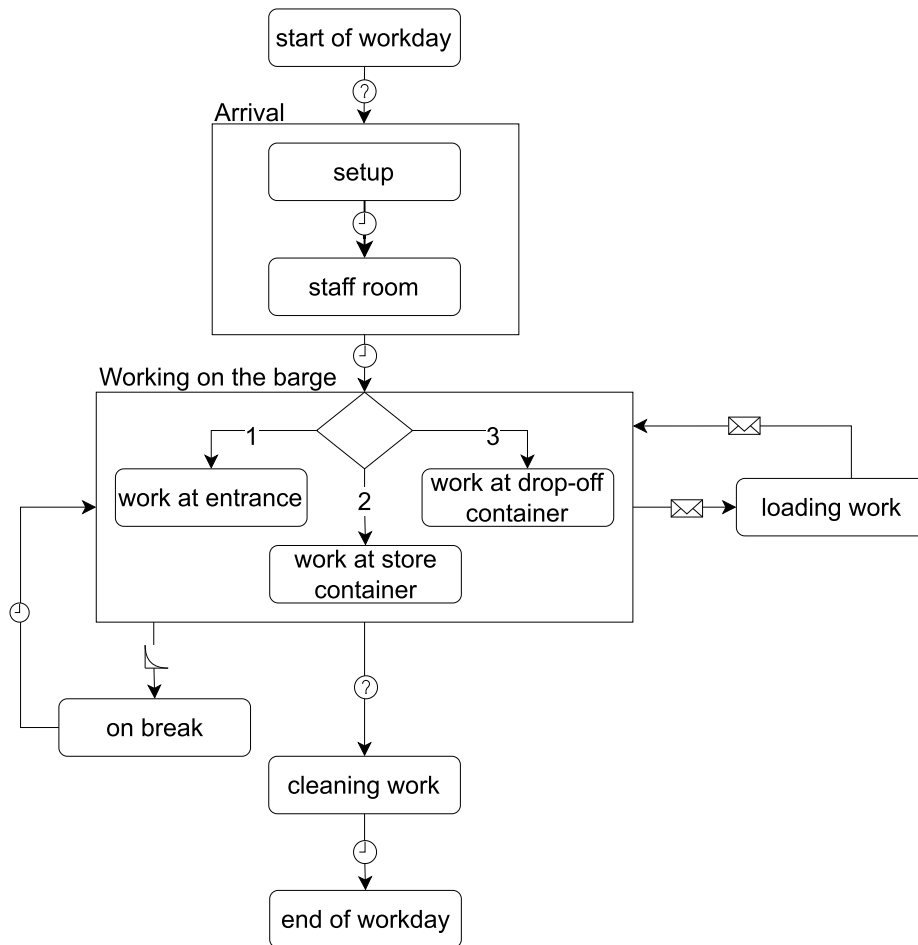 start of workday
?
Arrival
setup
staff room
Working on the barge
1
3
work at entrance
2
work at drop-off
container
loading work
work at store
container
?
on break
cleaning work
end of workday